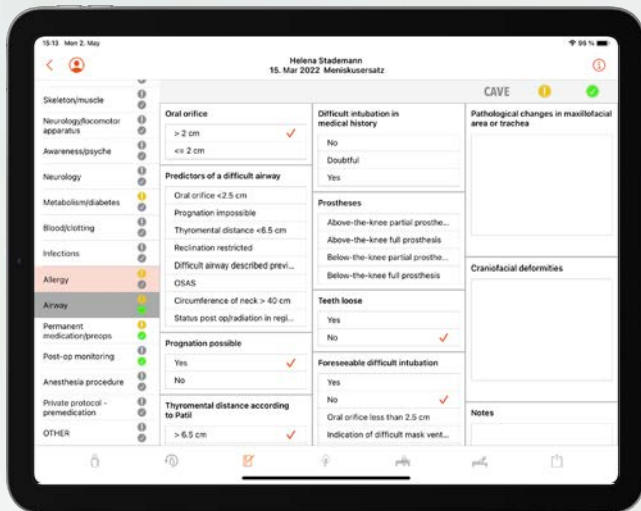 15:13 Mon 2. May
95 %
Helena Stademann
15. Mar 2022 Meniskusersatz
CAVE
Skeleton/muscle
Neurology/locomotor
apparatus
Awareness/psyche
Neurology
Metabolism/diabetes
Blood/clotting
Infections
Allergy
Airway
Permanent
medication/preops
Post-op monitoring
Anesthesia procedure
Private protocol -
premedication
OTHER
Oral orifice
> 2 cm
<= 2 cm
Predictors of a difficult airway
Oral orifice <2.5 cm
Prognation impossible
Thyromental distance <6.5 cm
Reclination restricted
Difficult airway described previ...
OSAS
Circumference of neck > 40 cm
Status post op/radiation in regi...
Prognation possible
Yes
No
Thyromental distance according
to Patil
> 6.5 cm
Difficult intubation in
medical history
No
Doubtful
Yes
Prostheses
Above-the-knee partial prosthe...
Above-the-knee full prosthesis
Below-the-knee partial prosthe...
Below-the-knee full prosthesis
Teeth loose
Yes
No
Foreseeable difficult intubation
Yes
No
Oral orifice less than 2.5 cm
Indication of difficult mask vent...
Pathological changes in maxillofacial
area or trachea
Craniofacial deformities
Notes